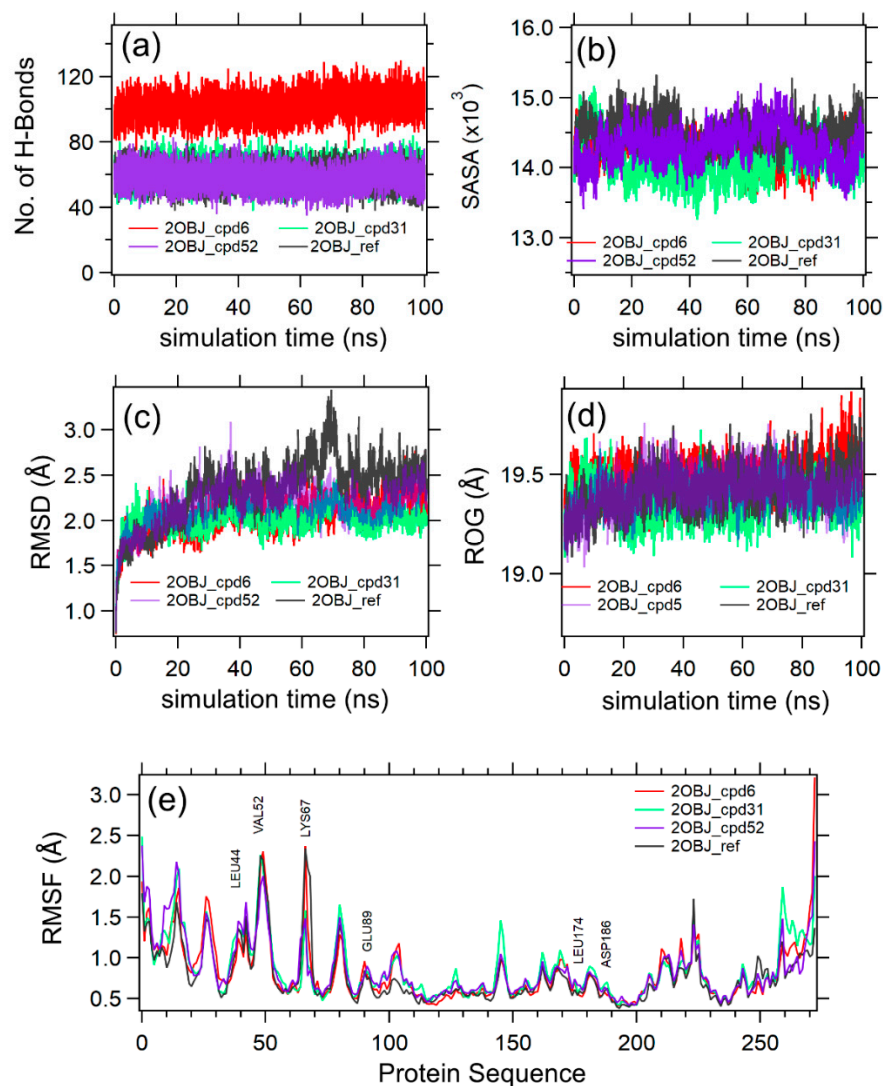 (a)
No. of H-Bonds
120
80
40
0
2OBJ_cpd6 2OBJ_cpd31
2OBJ_cpd52 2OBJ_ref
0 20 40 60 80 100
simulation time (ns)
(b)
SASA (x10³)
16.0
15.0
14.0
13.0
2OBJ_cpd6 2OBJ_cpd31
2OBJ_cpd52 2OBJ_ref
0 20 40 60 80 100
simulation time (ns)
(c)
RMSD (Å)
3.0
2.5
2.0
1.5
1.0
2OBJ_cpd6 2OBJ_cpd31
2OBJ_cpd52 2OBJ_ref
0 20 40 60 80 100
simulation time (ns)
(d)
ROG (Å)
19.5
19.0
2OBJ_cpd6 2OBJ_cpd31
2OBJ_cpd5 2OBJ_ref
0 20 40 60 80 100
simulation time (ns)
(e)
RMSF (Å)
3.0
2.5
2.0
1.5
1.0
0.5
LEU44
VAL52
LYS67
GLU89
LEU174
ASP186
2OBJ_cpd6
2OBJ_cpd31
2OBJ_cpd52
2OBJ_ref
0 50 100 150 200 250
Protein Sequence